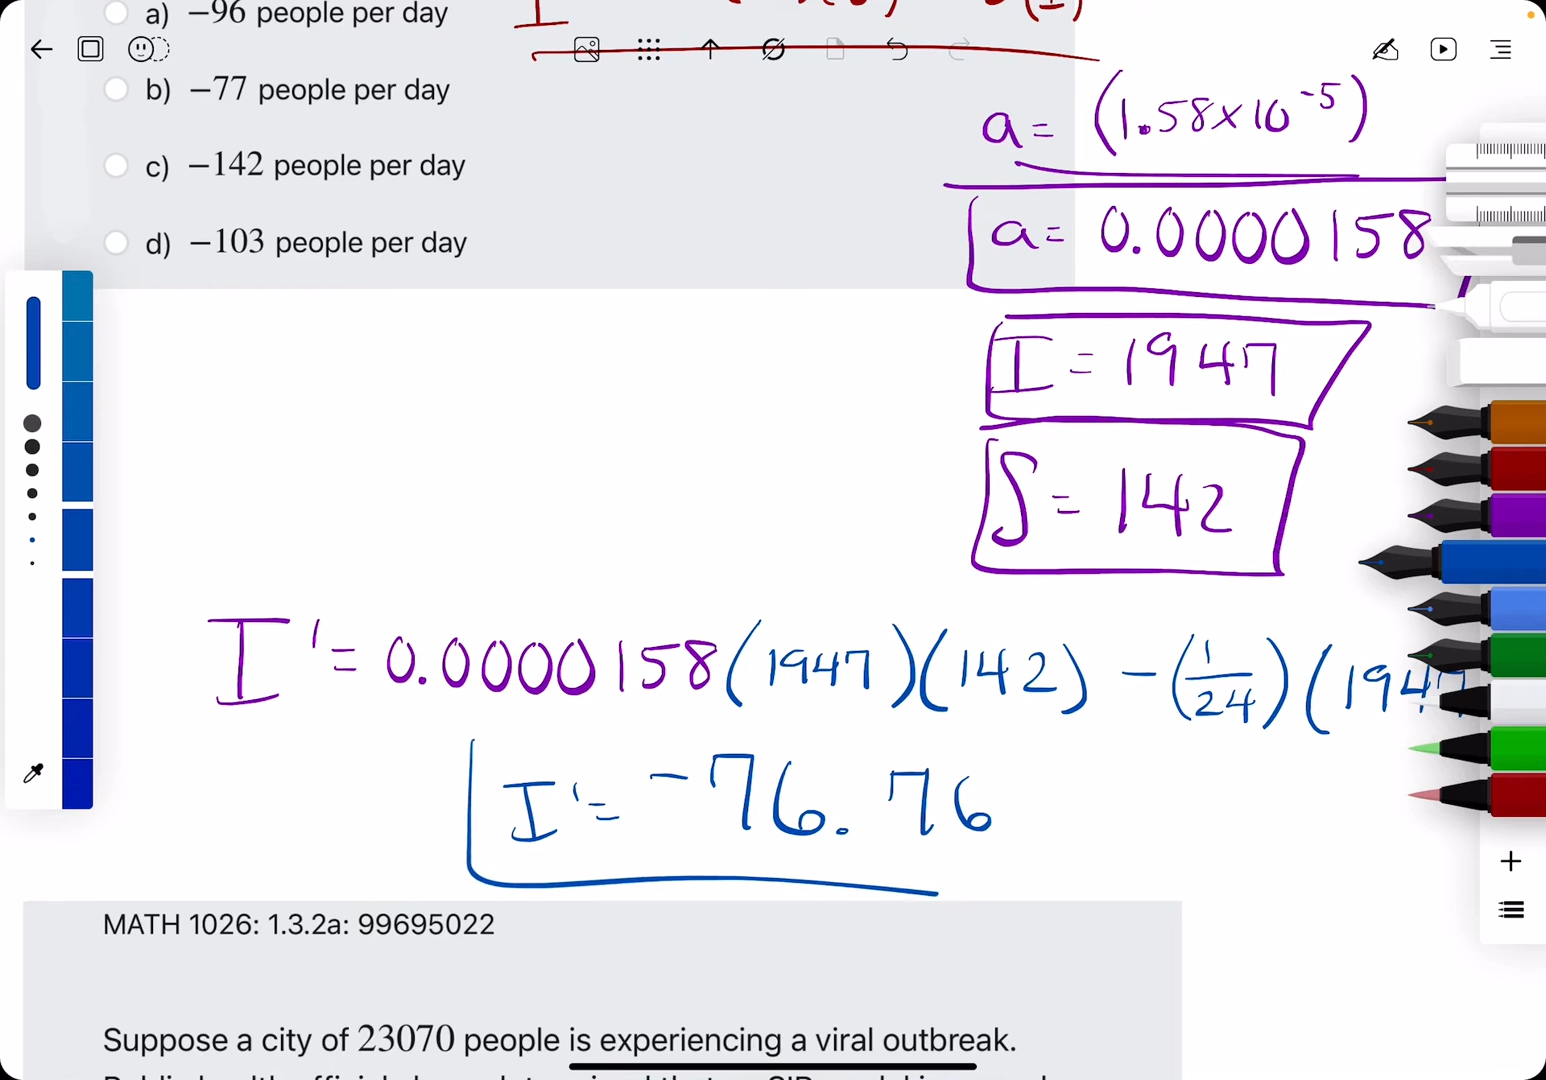 a) −96 people per day
b) −77 people per day
c) −142 people per day
d) −103 people per day
a = (1.58×10⁻⁵)
a = 0.0000158
I = 1947
S = 142
I' = 0.0000158(1947)(142) − (1/24)(1947
I' = −76.76
MATH 1026: 1.3.2a: 99695022
Suppose a city of 23070 people is experiencing a viral outbreak.